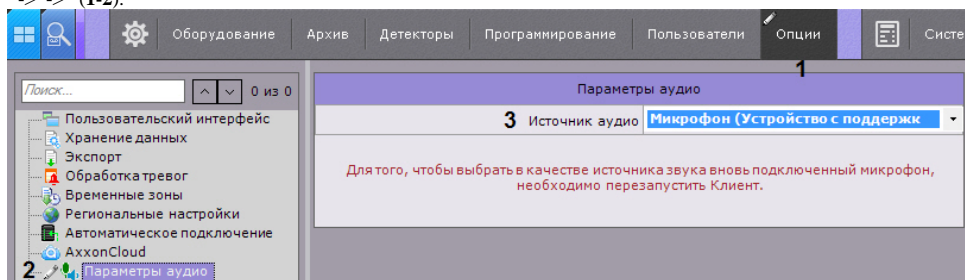 -> -> (1-2).
Оборудование Архив Детекторы Программирование Пользователи Опции Систе
1
Поиск... 0 из 0
Параметры аудио
Пользовательский интерфейс
3 Источник аудио Микрофон (Устройство с поддержк
Хранение данных
Экспорт
Обработка тревог
Для того, чтобы выбрать в качестве источника звука вновь подключенный микрофон,
необходимо перезапустить Клиент.
Временные зоны
Региональные настройки
Автоматическое подключение
AxxonCloud
2 Параметры аудио